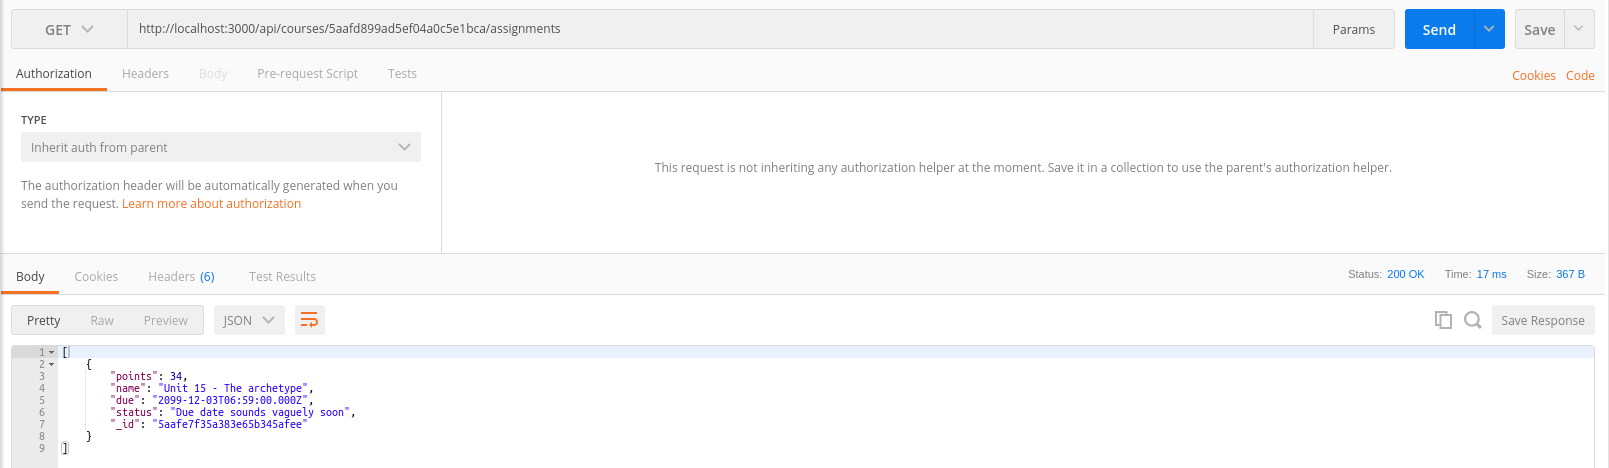 GET http://localhost:3000/api/courses/5aafd899ad5ef04a0c5e1bca/assignments Params Send Save
Authorization Headers Body Pre-request Script Tests Cookies Code
TYPE
Inherit auth from parent
The authorization header will be automatically generated when you
send the request. Learn more about authorization
This request is not inheriting any authorization helper at the moment. Save it in a collection to use the parent's authorization helper.
Body Cookies Headers (6) Test Results Status: 200 OK Time: 17 ms Size: 367 B
Pretty Raw Preview JSON Save Response
1 [
2 {
3 "points": 34,
4 "name": "Unit 15 - The archetype",
5 "due": "2099-12-03T06:59:00.000Z",
6 "status": "Due date sounds vaguely soon",
7 "_id": "5aafe7f35a383e65b345afee"
8 }
9 ]